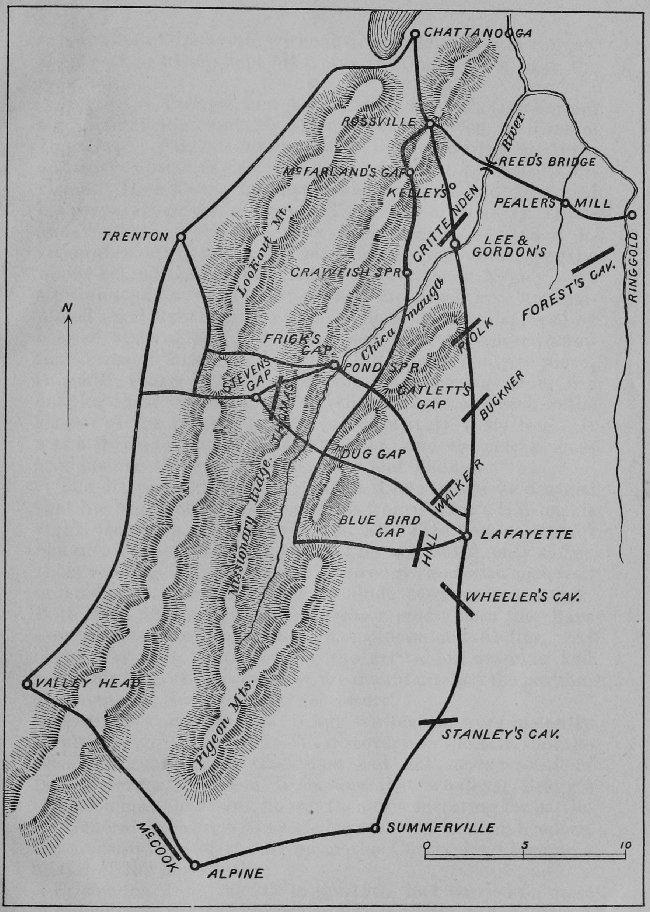 CHATTANOOGA
ROSSVILLE
River
REED'S BRIDGE
McFARLAND'S GAP
KELLEY'S
PEALER'S MILL
CRITTENDEN
LEE &
GORDON'S
TRENTON
Lookout Mt.
CRAWFISH SPR.
FOREST'S CAV.
RINGGOLD
N
Chicamauga
FRICK'S
GAP.
POLK
STEVENS
GAP
POND SPR.
THOMAS
CATLETT'S
GAP
BUCKNER
DUG GAP
WALKER
Missionary Ridge.
BLUE BIRD
GAP
HILL
LAFAYETTE
WHEELER'S CAV.
VALLEY HEAD
Pigeon Mts.
STANLEY'S CAV.
McCOOK
SUMMERVILLE
ALPINE
0 5 10